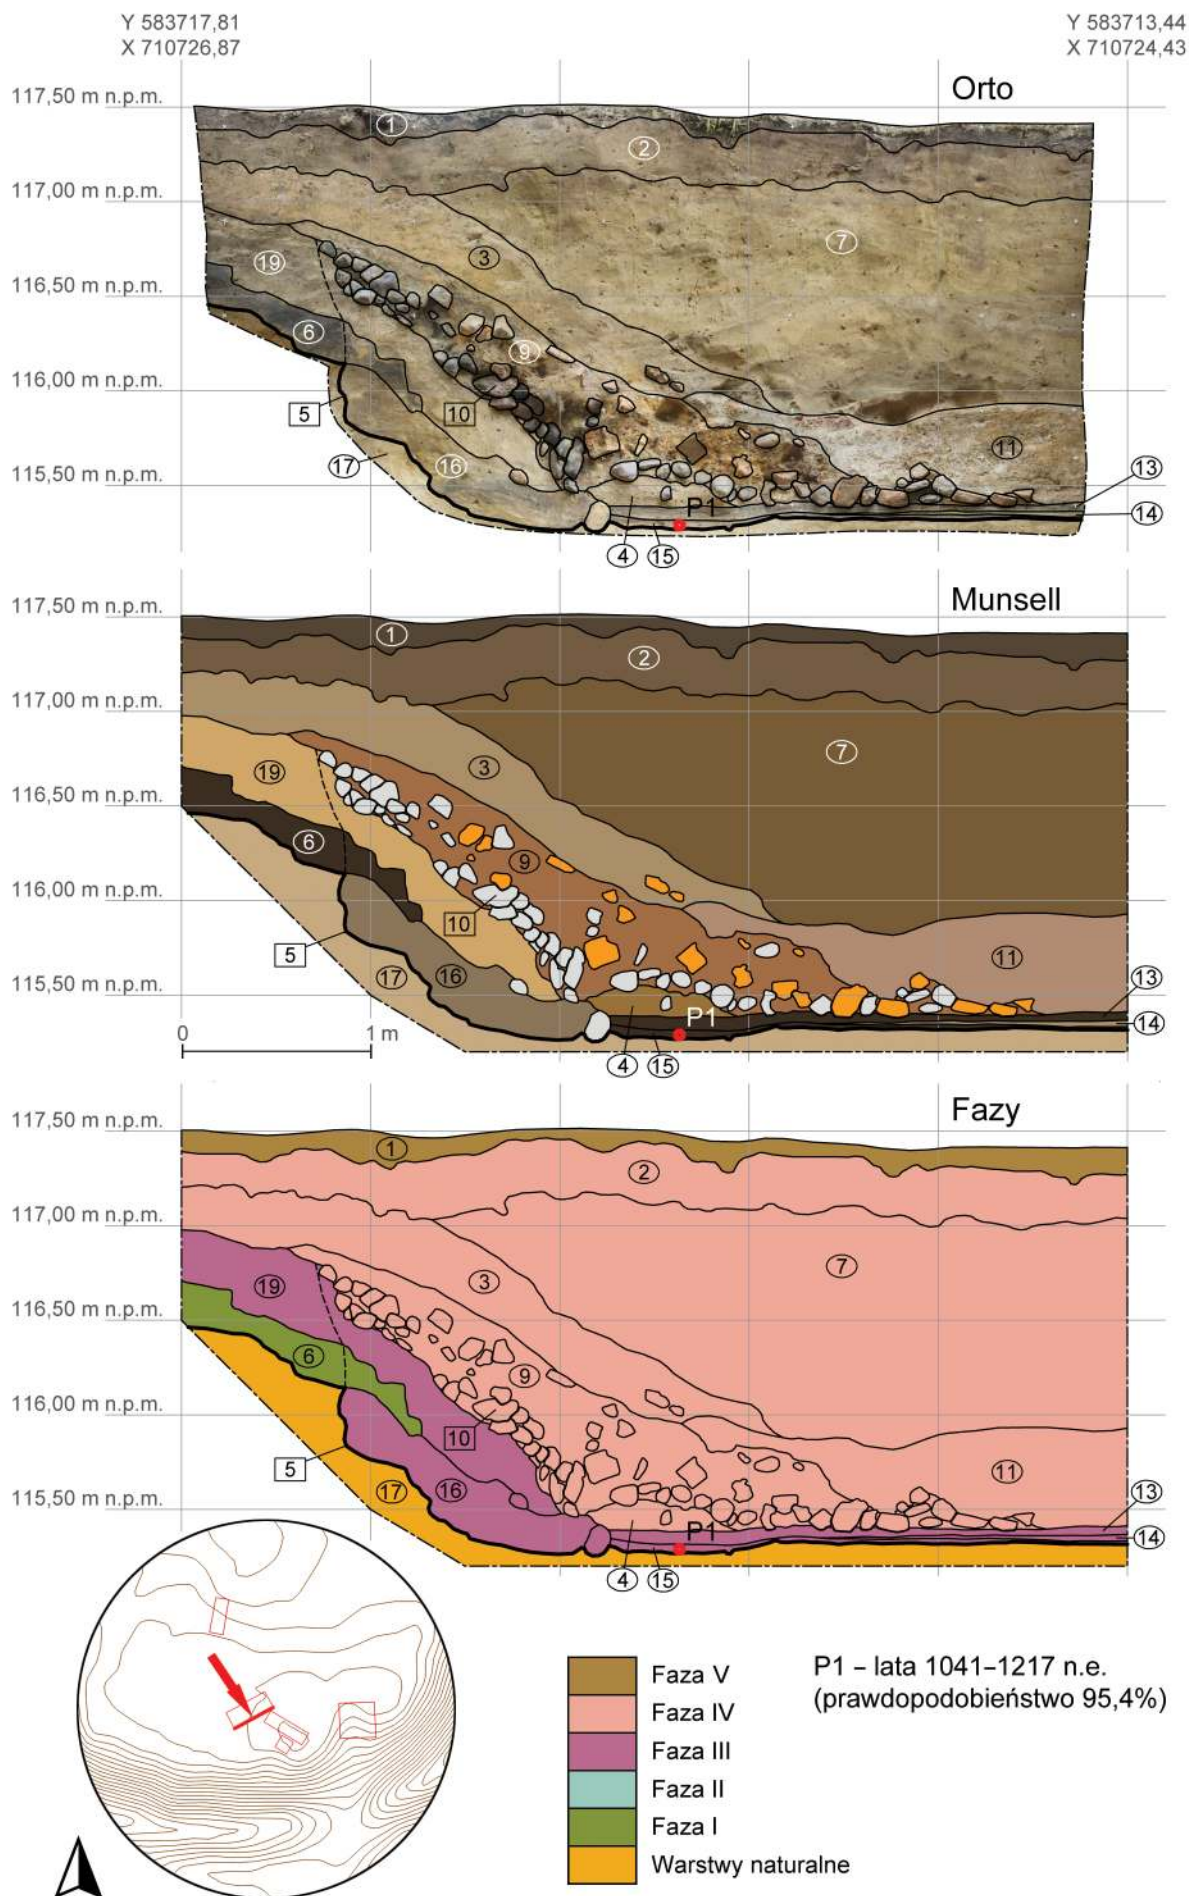 Y 583717,81
X 710726,87
Y 583713,44
X 710724,43
Orto
117,50 m n.p.m.
117,00 m n.p.m.
116,50 m n.p.m.
116,00 m n.p.m.
115,50 m n.p.m.
1
2
3
7
19
6
9
5
10
17
16
11
13
14
P1
4
15
Munsell
117,50 m n.p.m.
117,00 m n.p.m.
116,50 m n.p.m.
116,00 m n.p.m.
115,50 m n.p.m.
1
2
3
7
19
6
9
5
10
17
16
11
13
14
P1
4
15
0 1 m
Fazy
117,50 m n.p.m.
117,00 m n.p.m.
116,50 m n.p.m.
116,00 m n.p.m.
115,50 m n.p.m.
1
2
3
7
19
6
9
5
10
17
16
11
13
14
P1
4
15
Faza V
Faza IV
Faza III
Faza II
Faza I
Warstwy naturalne
P1 – lata 1041–1217 n.e.
(prawdopodobieństwo 95,4%)